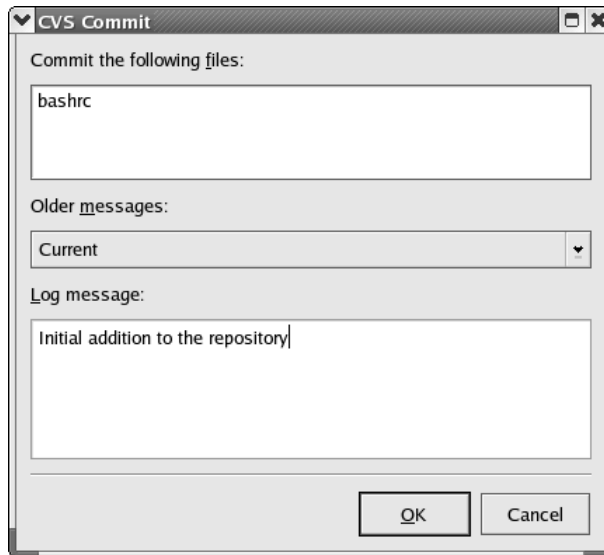 CVS Commit
Commit the following files:
bashrc
Older messages:
Current
Log message:
Initial addition to the repository
OK
Cancel